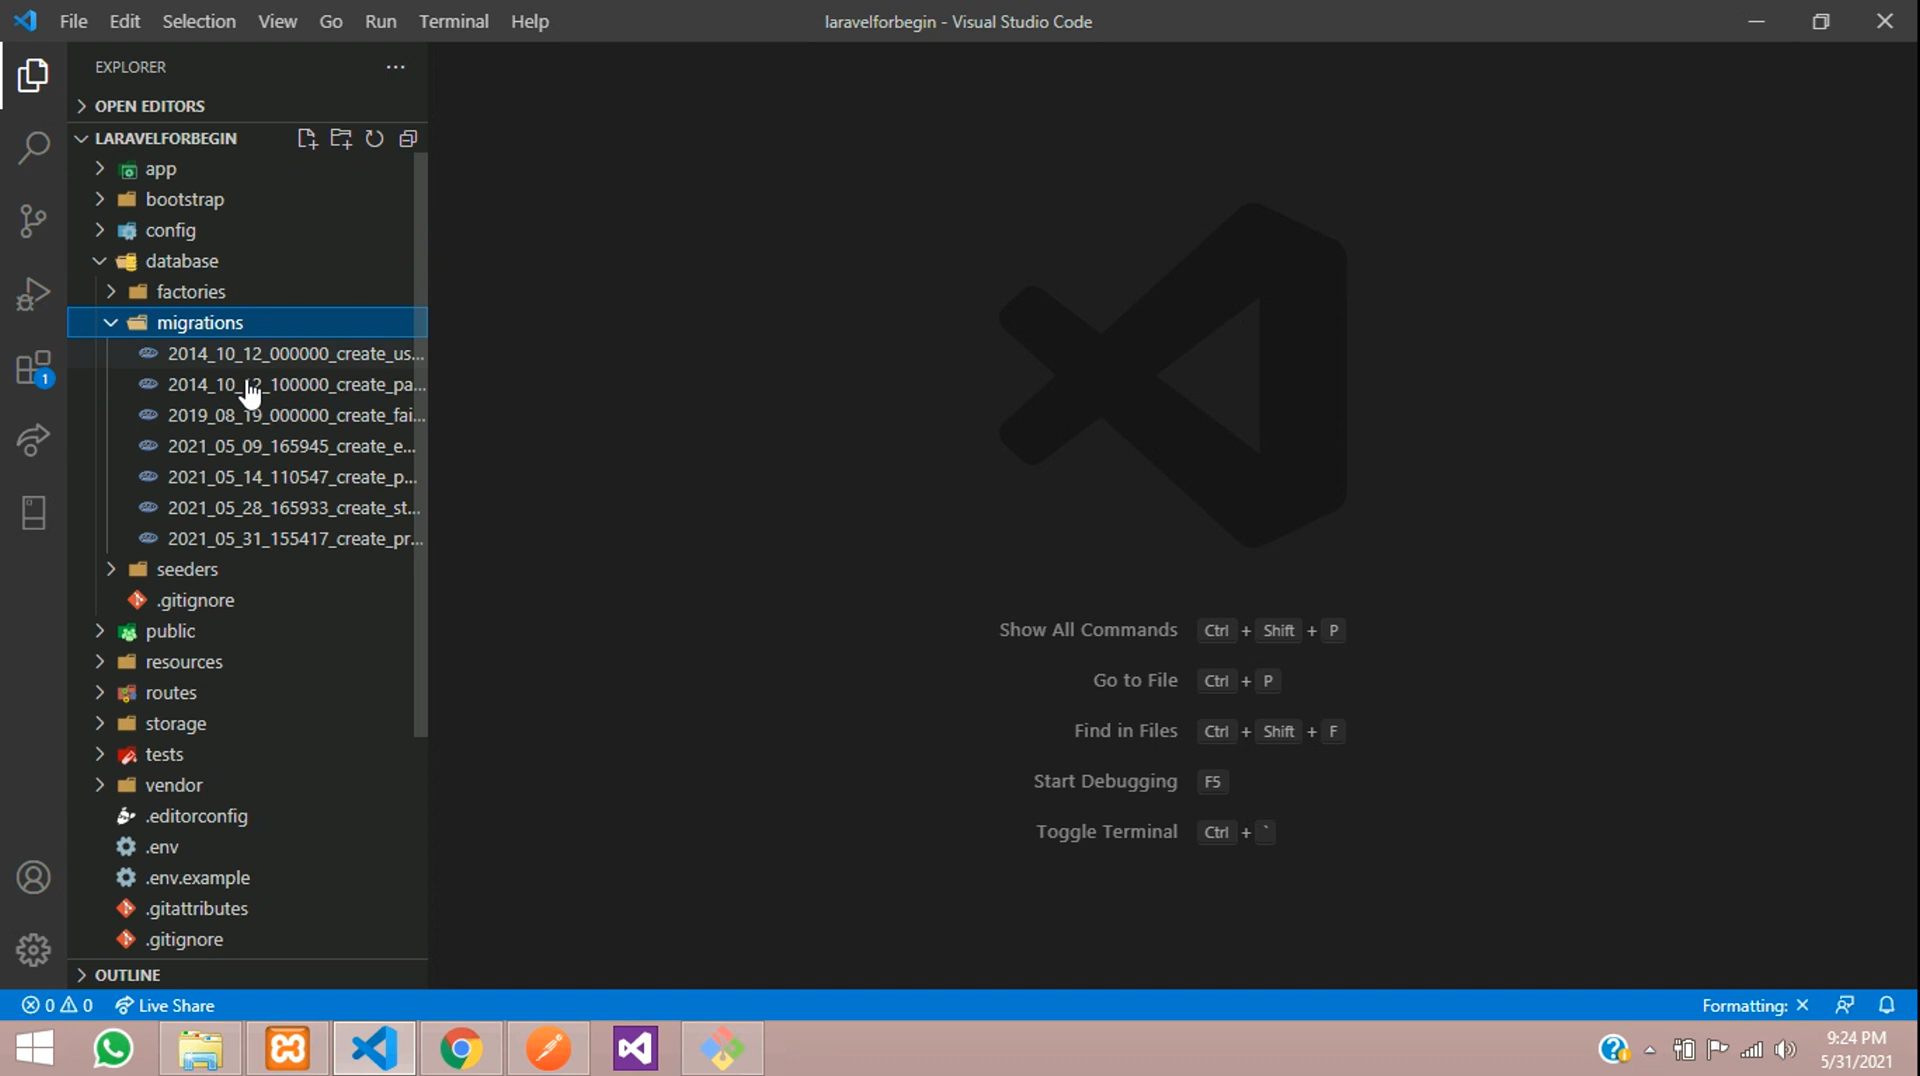 File Edit Selection View Go Run Terminal Help
laravelforbegin - Visual Studio Code
EXPLORER
OPEN EDITORS
LARAVELFORBEGIN
app
bootstrap
config
database
factories
migrations
2014_10_12_000000_create_us...
2014_10_12_100000_create_pa...
2019_08_19_000000_create_fai...
2021_05_09_165945_create_e...
2021_05_14_110547_create_p...
2021_05_28_165933_create_st...
2021_05_31_155417_create_pr...
seeders
.gitignore
public
resources
routes
storage
tests
vendor
.editorconfig
.env
.env.example
.gitattributes
.gitignore
OUTLINE
1
Show All Commands Ctrl + Shift + P
Go to File Ctrl + P
Find in Files Ctrl + Shift + F
Start Debugging F5
Toggle Terminal Ctrl + `
0 0 Live Share
Formatting: ×
9:24 PM
5/31/2021